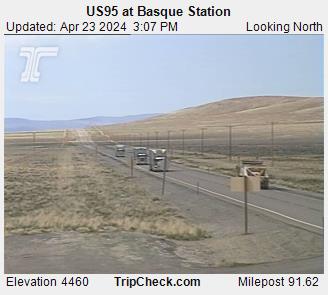 US95 at Basque Station
Updated: Apr 23 2024 3:07 PM Looking North
Elevation 4460 TripCheck.com Milepost 91.62